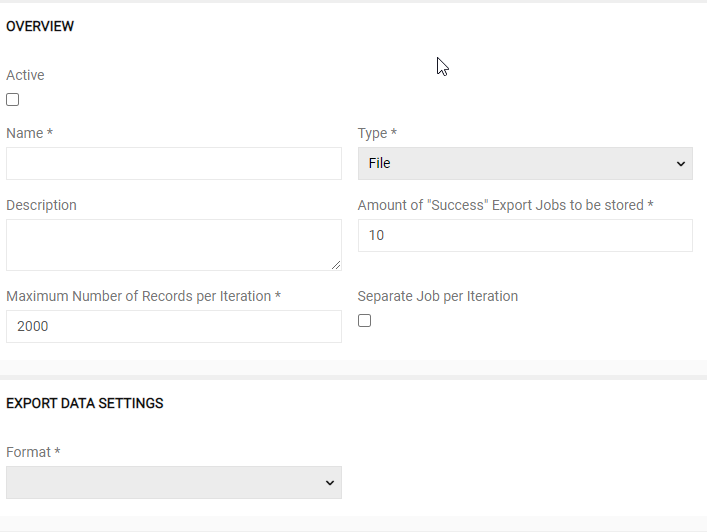 OVERVIEW
Active
Name *
Type *
File
Description
Amount of "Success" Export Jobs to be stored *
10
Maximum Number of Records per Iteration *
Separate Job per Iteration
2000
EXPORT DATA SETTINGS
Format *